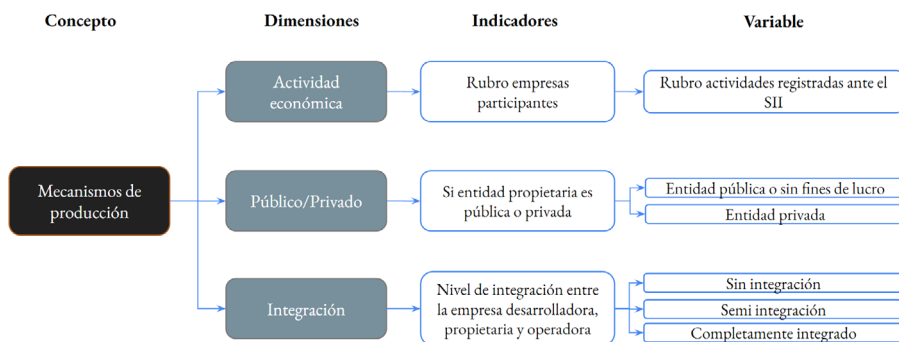 Concepto
Dimensiones
Indicadores
Variable
Mecanismos de
producción
Actividad
económica
Rubro empresas
participantes
Rubro actividades registradas ante el
SII
Público/Privado
Si entidad propietaria es
pública o privada
Entidad pública o sin fines de lucro
Entidad privada
Integración
Nivel de integración entre
la empresa desarrolladora,
propietaria y operadora
Sin integración
Semi integración
Completamente integrado